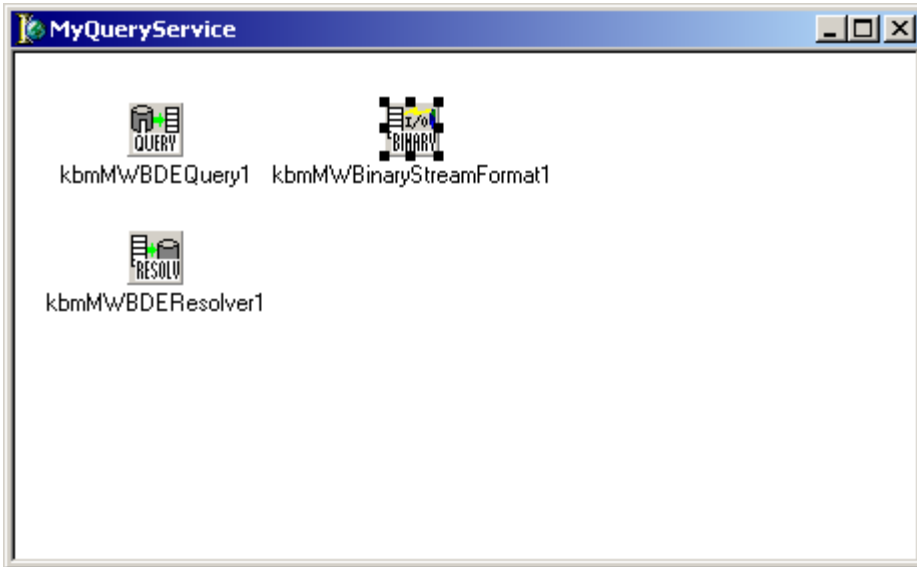 MyQueryService
QUERY
I/O
BINARY
kbmMWBDEQuery1 kbmMWBinaryStreamFormat1
RESOLV
kbmMWBDEResolver1